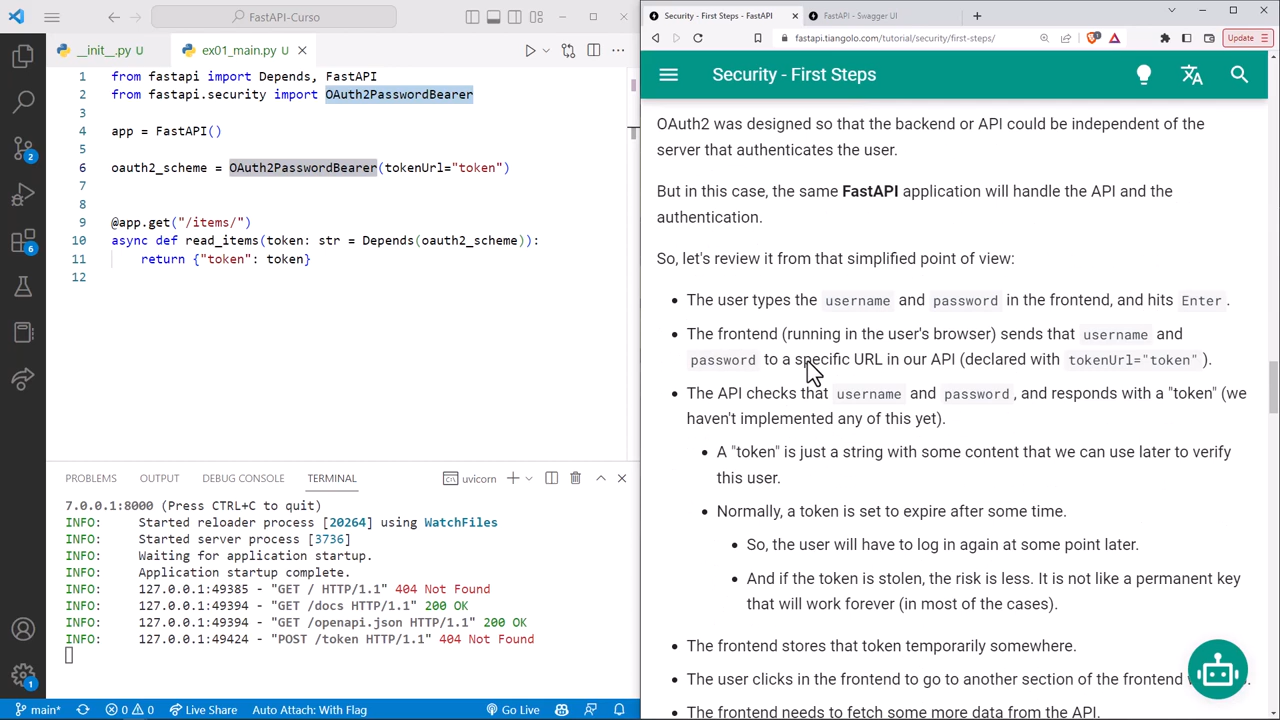 FastAPI-Curso
__init__.py U
ex01_main.py U
1 from fastapi import Depends, FastAPI
2 from fastapi.security import OAuth2PasswordBearer
3
4 app = FastAPI()
5
6 oauth2_scheme = OAuth2PasswordBearer(tokenUrl="token")
7
8
9 @app.get("/items/")
10 async def read_items(token: str = Depends(oauth2_scheme)):
11 return {"token": token}
12
2
6
1
PROBLEMS OUTPUT DEBUG CONSOLE TERMINAL uvicorn
7.0.0.1:8000 (Press CTRL+C to quit)
INFO: Started reloader process [20264] using WatchFiles
INFO: Started server process [3736]
INFO: Waiting for application startup.
INFO: Application startup complete.
INFO: 127.0.0.1:49385 - "GET / HTTP/1.1" 404 Not Found
INFO: 127.0.0.1:49394 - "GET /docs HTTP/1.1" 200 OK
INFO: 127.0.0.1:49394 - "GET /openapi.json HTTP/1.1" 200 OK
INFO: 127.0.0.1:49424 - "POST /token HTTP/1.1" 404 Not Found
main* 0 0 Live Share Auto Attach: With Flag Go Live
Security - First Steps - FastAPI
FastAPI - Swagger UI
fastapi.tiangolo.com/tutorial/security/first-steps/
Update
Security - First Steps
OAuth2 was designed so that the backend or API could be independent of the
server that authenticates the user.
But in this case, the same FastAPI application will handle the API and the
authentication.
So, let's review it from that simplified point of view:
• The user types the username and password in the frontend, and hits Enter .
• The frontend (running in the user's browser) sends that username and
password to a specific URL in our API (declared with tokenUrl="token" ).
• The API checks that username and password , and responds with a "token" (we
haven't implemented any of this yet).
• A "token" is just a string with some content that we can use later to verify
this user.
• Normally, a token is set to expire after some time.
• So, the user will have to log in again at some point later.
• And if the token is stolen, the risk is less. It is not like a permanent key
that will work forever (in most of the cases).
• The frontend stores that token temporarily somewhere.
• The user clicks in the frontend to go to another section of the frontend
• The frontend needs to fetch some more data from the API.